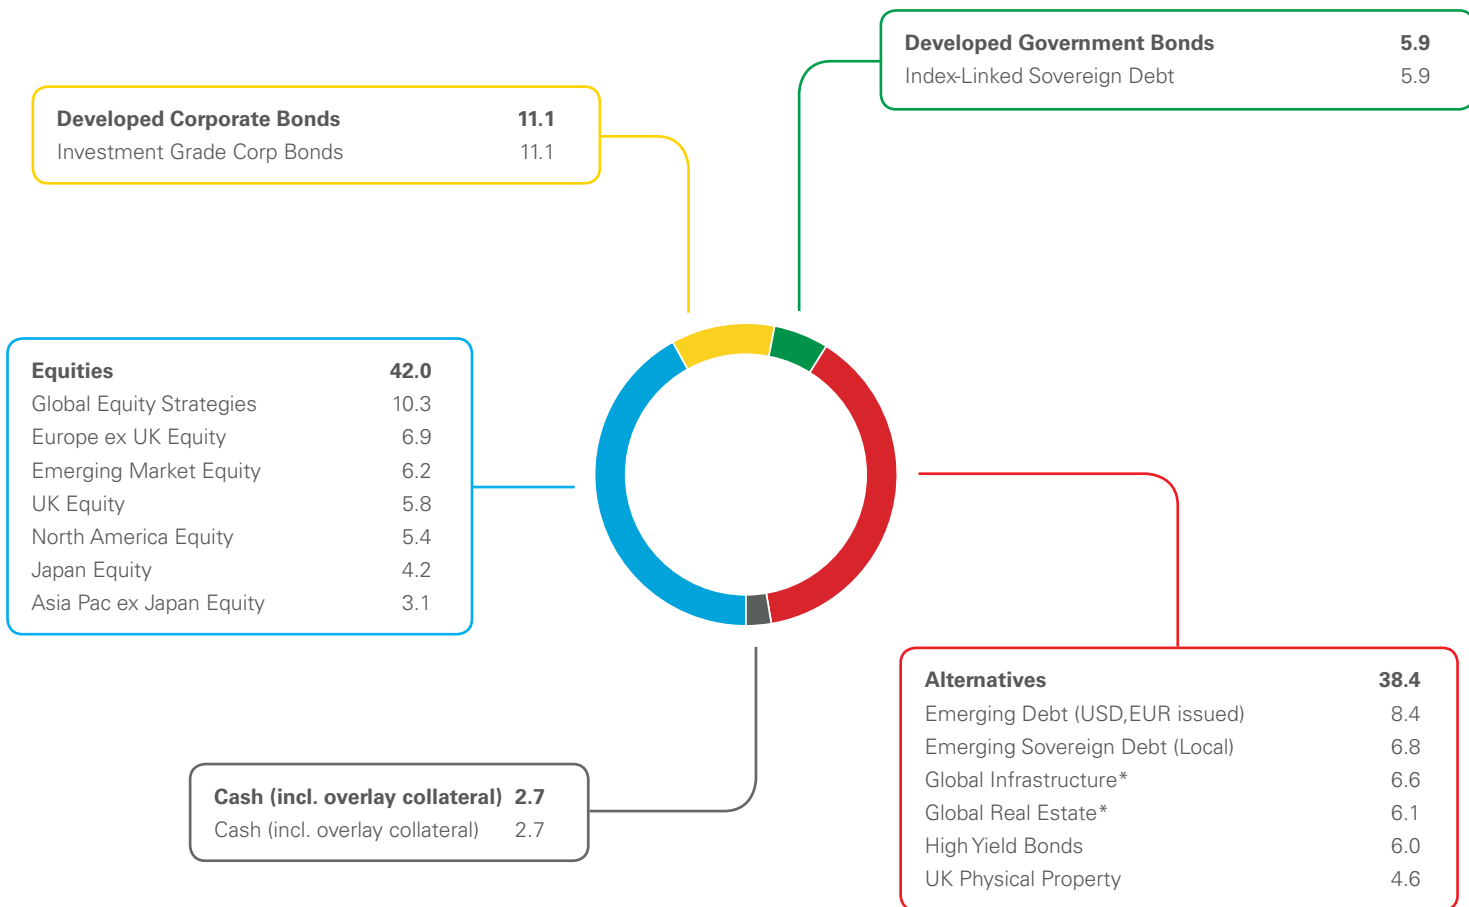 Developed Government Bonds 5.9
Index-Linked Sovereign Debt 5.9
Developed Corporate Bonds 11.1
Investment Grade Corp Bonds 11.1
Equities 42.0
Global Equity Strategies 10.3
Europe ex UK Equity 6.9
Emerging Market Equity 6.2
UK Equity 5.8
North America Equity 5.4
Japan Equity 4.2
Asia Pac ex Japan Equity 3.1
Alternatives 38.4
Emerging Debt (USD,EUR issued) 8.4
Emerging Sovereign Debt (Local) 6.8
Global Infrastructure* 6.6
Global Real Estate* 6.1
High Yield Bonds 6.0
UK Physical Property 4.6
Cash (incl. overlay collateral) 2.7
Cash (incl. overlay collateral) 2.7